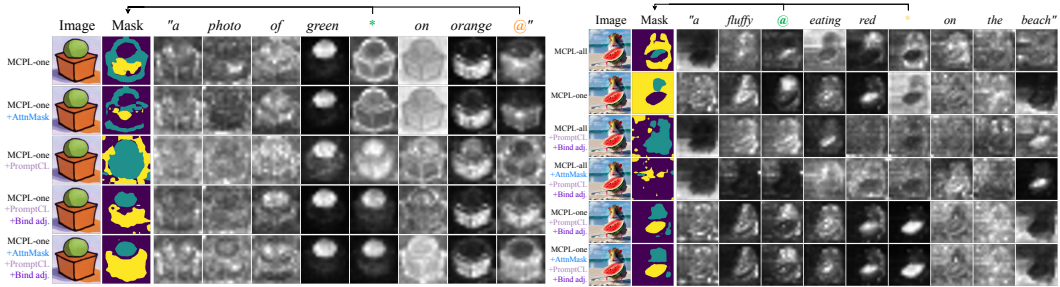 Image Mask "a photo of green * on orange @"
MCPL-one
MCPL-one
+AttnMask
MCPL-one
+PromptCL
MCPL-one
+PromptCL
+Bind adj.
MCPL-one
+AttnMask
+PromptCL
+Bind adj.
Image Mask "a fluffy @ eating red * on the beach"
MCPL-all
MCPL-one
MCPL-all
+PromptCL
+Bind adj.
MCPL-all
+AttnMask
+PromptCL
+Bind adj.
MCPL-one
+PromptCL
+Bind adj.
MCPL-one
+AttnMask
+PromptCL
+Bind adj.